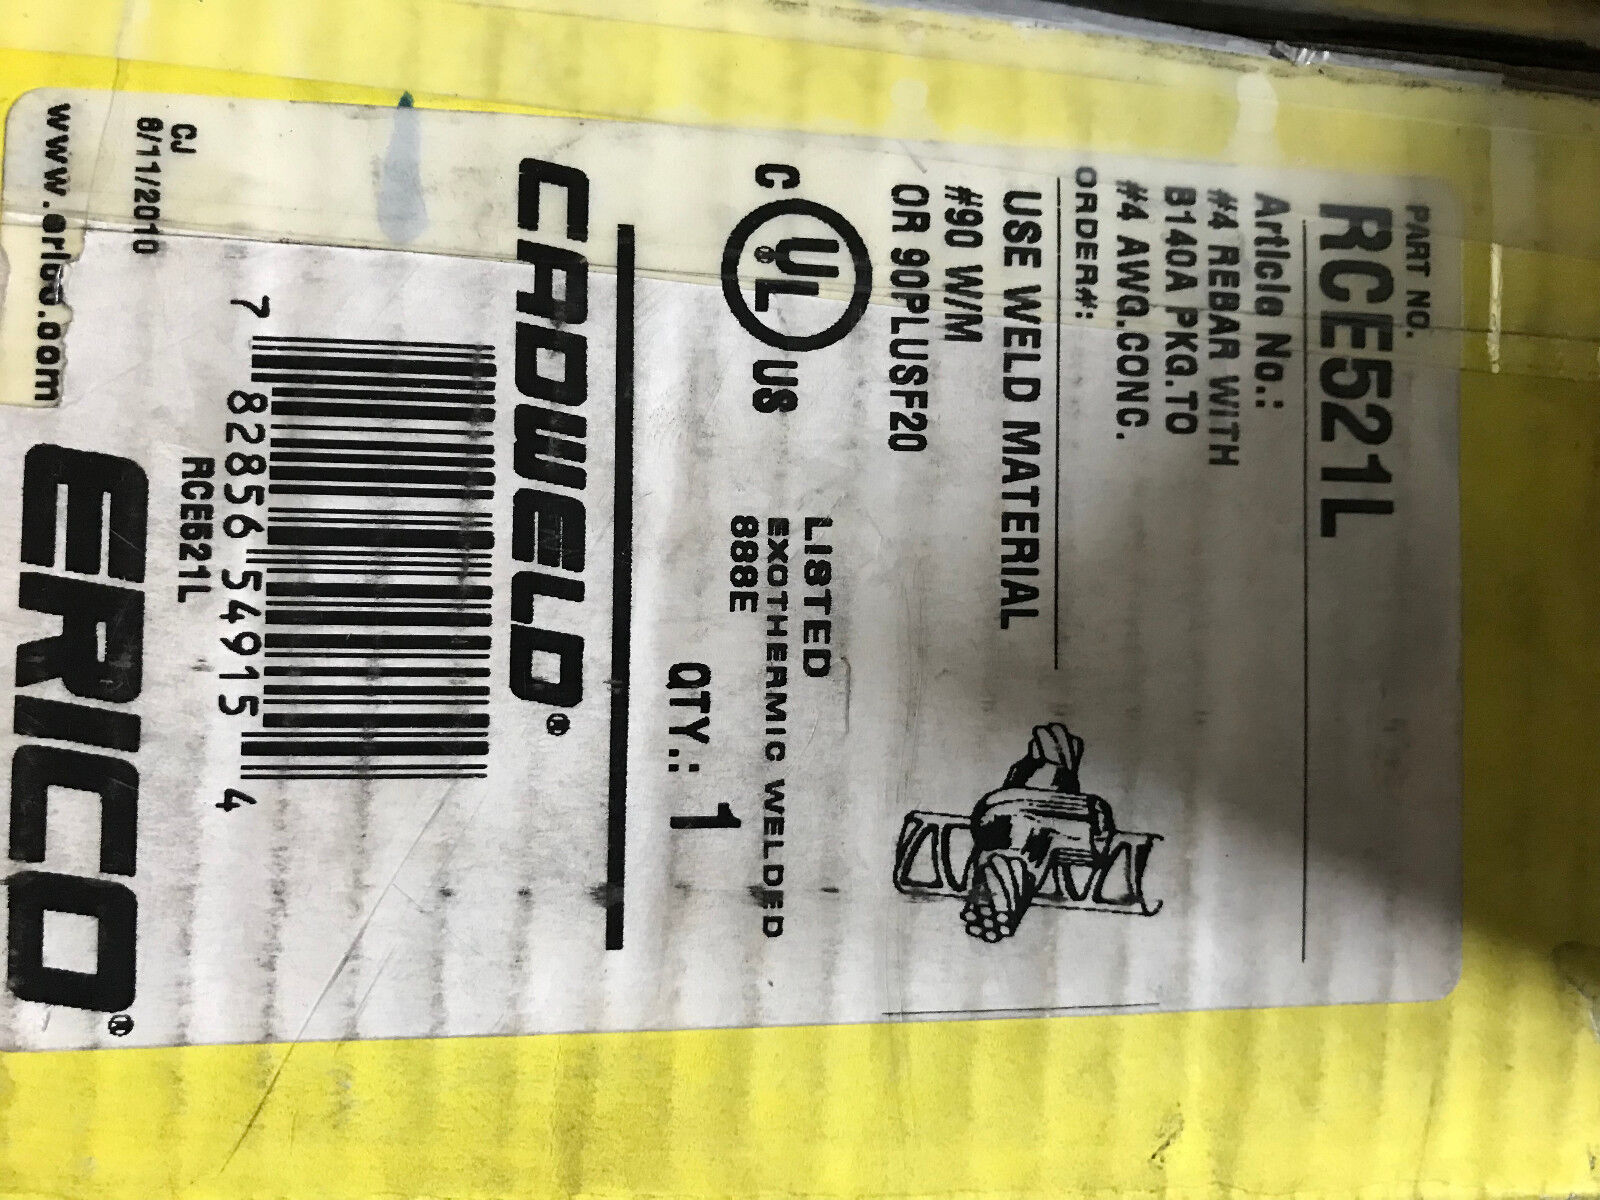 PART NO.
RCE521L
Article No.:
#4 REBAR WITH
B140A PKG.TO
#4 AWG.CONC.
ORDER#:
USE WELD MATERIAL
#90 W/M
OR 90PLUSF20
C UL® US
LISTED
EXOTHERMIC WELDED
888E
QTY.: 1
CADWELD®
7 82856 54915 4
RCE521L
CJ
8/11/2010
www.erico.com
ERICO®